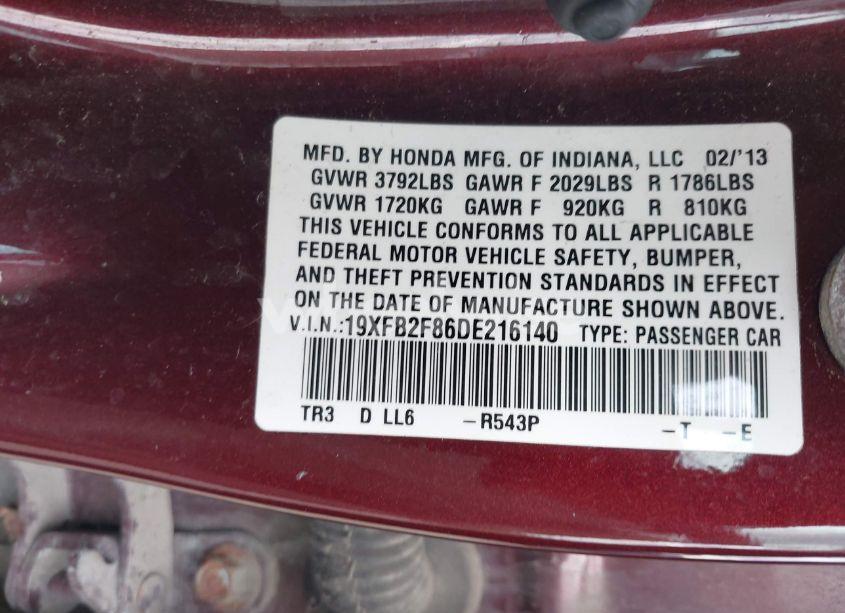 MFD. BY HONDA MFG. OF INDIANA, LLC 02/'13
GVWR 3792LBS GAWR F 2029LBS R 1786LBS
GVWR 1720KG GAWR F 920KG R 810KG
THIS VEHICLE CONFORMS TO ALL APPLICABLE
FEDERAL MOTOR VEHICLE SAFETY, BUMPER,
AND THEFT PREVENTION STANDARDS IN EFFECT
ON THE DATE OF MANUFACTURE SHOWN ABOVE.
V.I.N.:19XFB2F86DE216140 TYPE: PASSENGER CAR
TR3 D LL6 -R543P -T -E